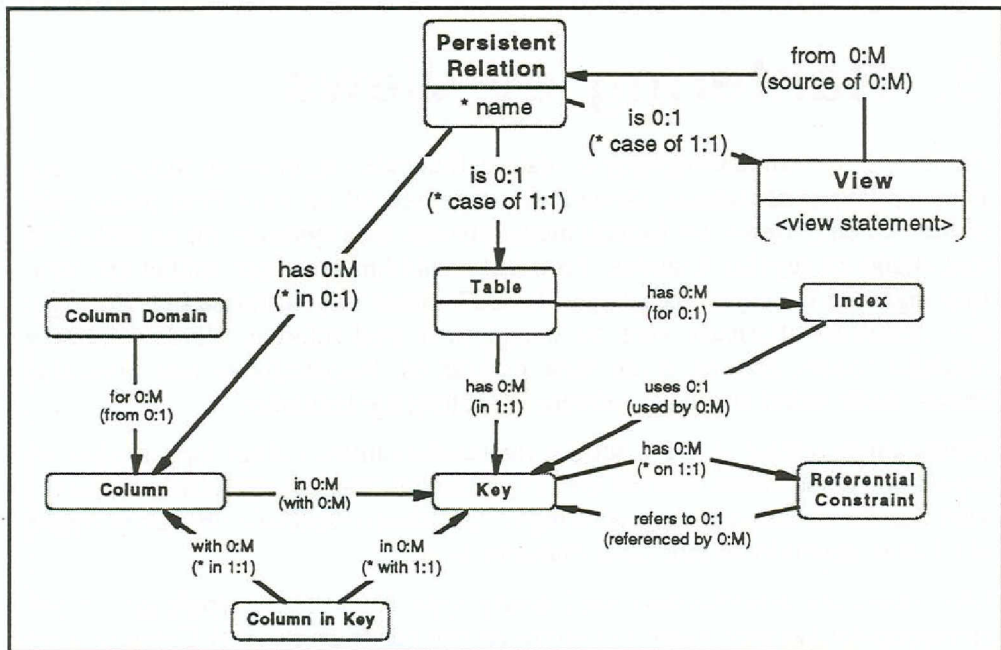 Persistent
Relation
* name
from 0:M
(source of 0:M)
is 0:1
(* case of 1:1)
View
<view statement>
is 0:1
(* case of 1:1)
has 0:M
(* in 0:1)
Table
has 0:M
(for 0:1)
Index
Column Domain
for 0:M
(from 0:1)
has 0:M
(in 1:1)
uses 0:1
(used by 0:M)
has 0:M
(* on 1:1)
Column
in 0:M
(with 0:M)
Key
Referential
Constraint
refers to 0:1
(referenced by 0:M)
with 0:M
(* in 1:1)
in 0:M
(* with 1:1)
Column in Key